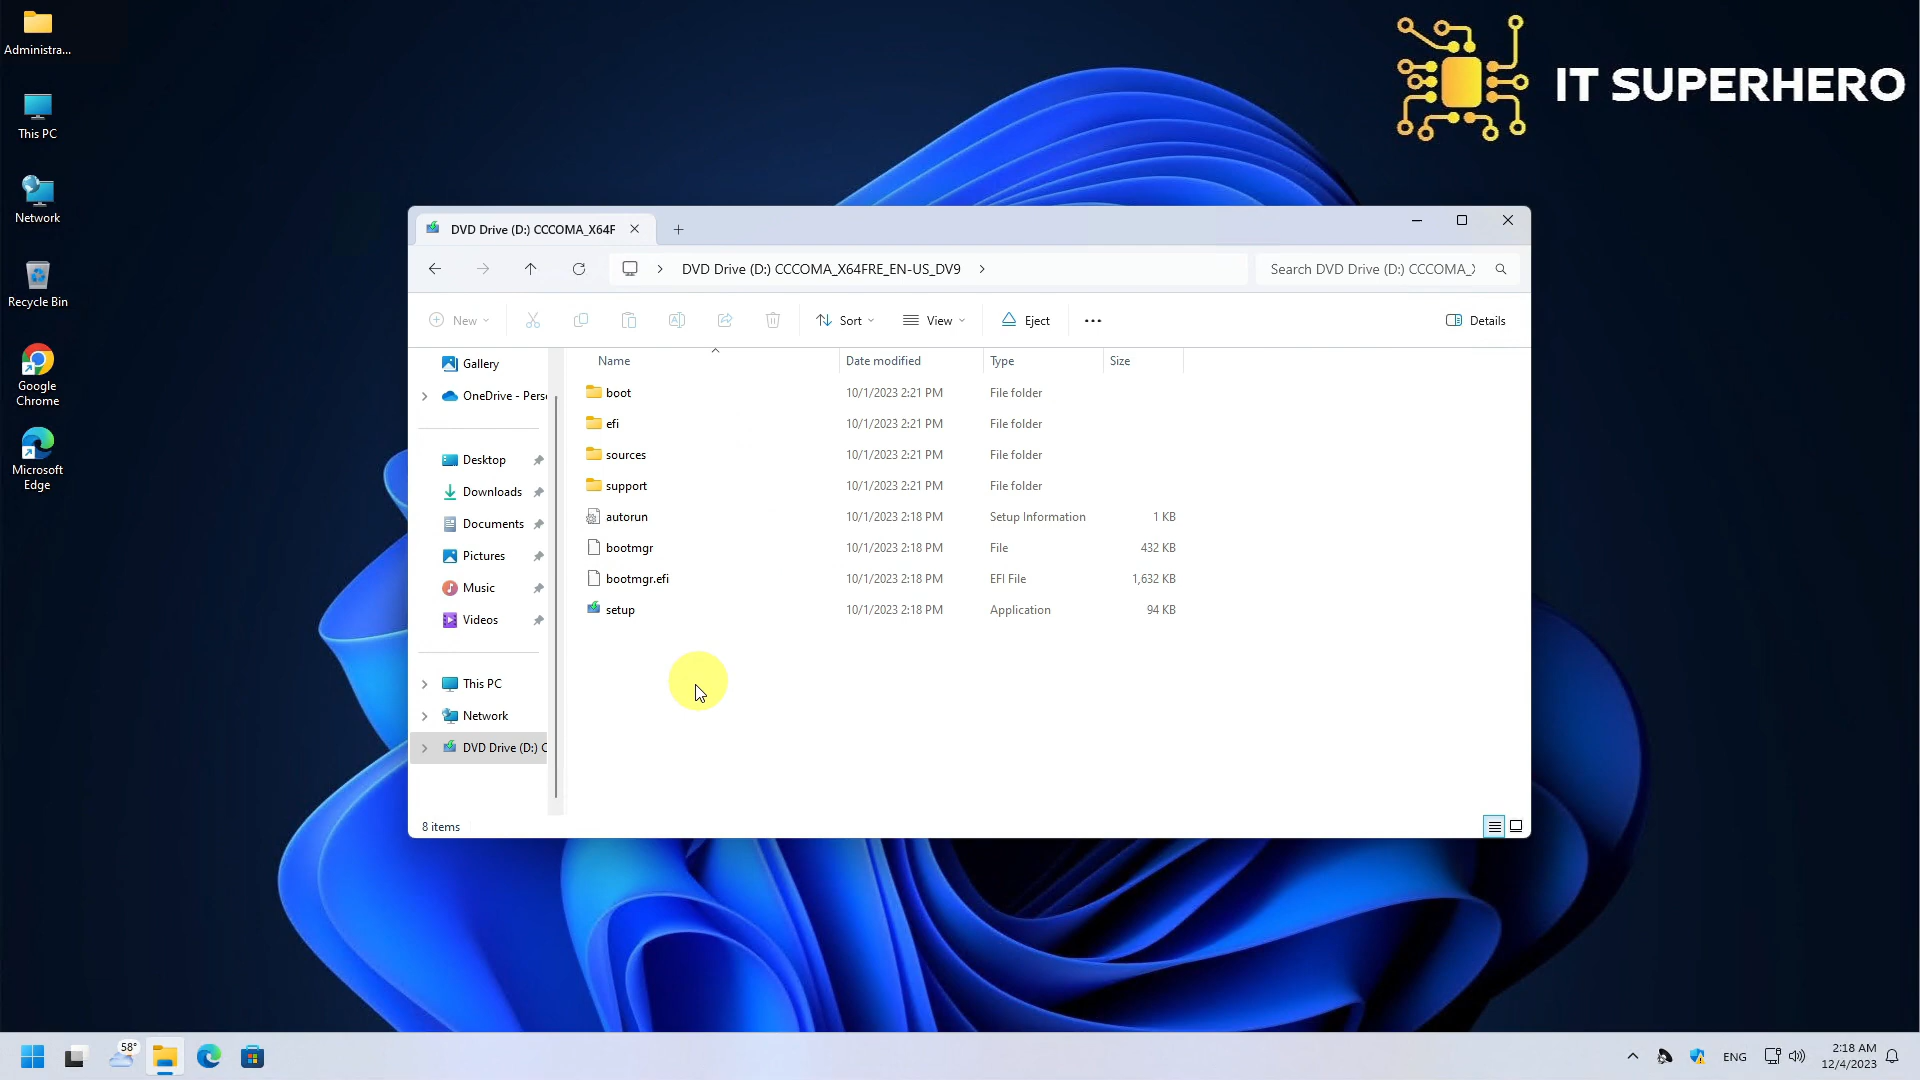 Administra...
This PC
Network
Recycle Bin
Google
Chrome
Microsoft
Edge
IT SUPERHERO
DVD Drive (D:) CCCOMA_X64F
DVD Drive (D:) CCCOMA_X64FRE_EN-US_DV9
Search DVD Drive (D:) CCCOMA_X
New
Sort
View
Eject
Details
Gallery
OneDrive - Perso
Desktop
Downloads
Documents
Pictures
Music
Videos
This PC
Network
DVD Drive (D:) C
Name Date modified Type Size
boot 10/1/2023 2:21 PM File folder
efi 10/1/2023 2:21 PM File folder
sources 10/1/2023 2:21 PM File folder
support 10/1/2023 2:21 PM File folder
autorun 10/1/2023 2:18 PM Setup Information 1 KB
bootmgr 10/1/2023 2:18 PM File 432 KB
bootmgr.efi 10/1/2023 2:18 PM EFI File 1,632 KB
setup 10/1/2023 2:18 PM Application 94 KB
8 items
58°
ENG
2:18 AM
12/4/2023